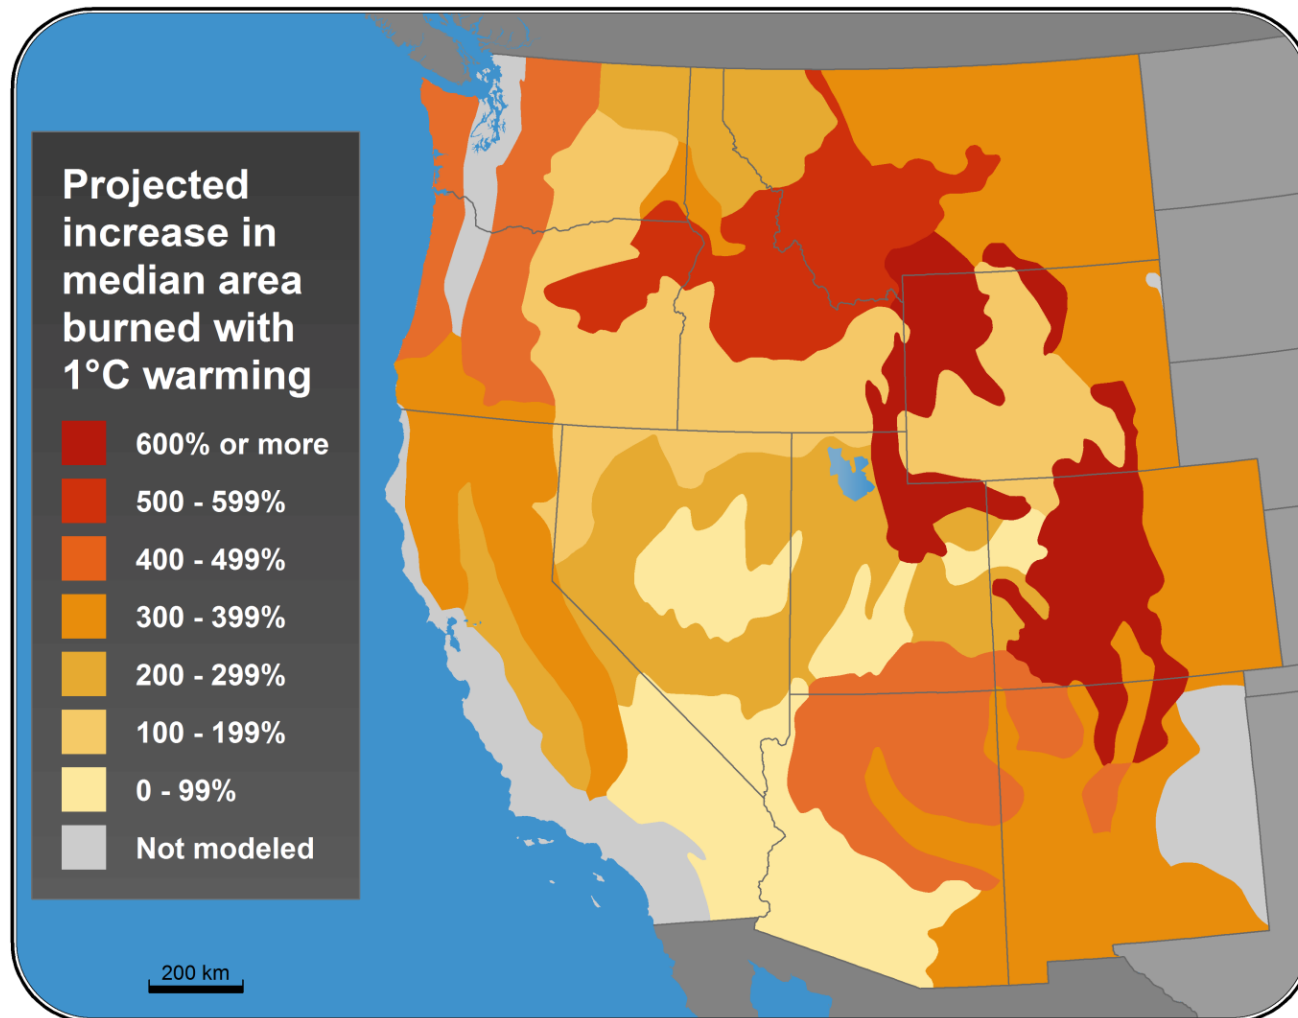 Projected
increase in
median area
burned with
1°C warming
600% or more
500 - 599%
400 - 499%
300 - 399%
200 - 299%
100 - 199%
0 - 99%
Not modeled
200 km